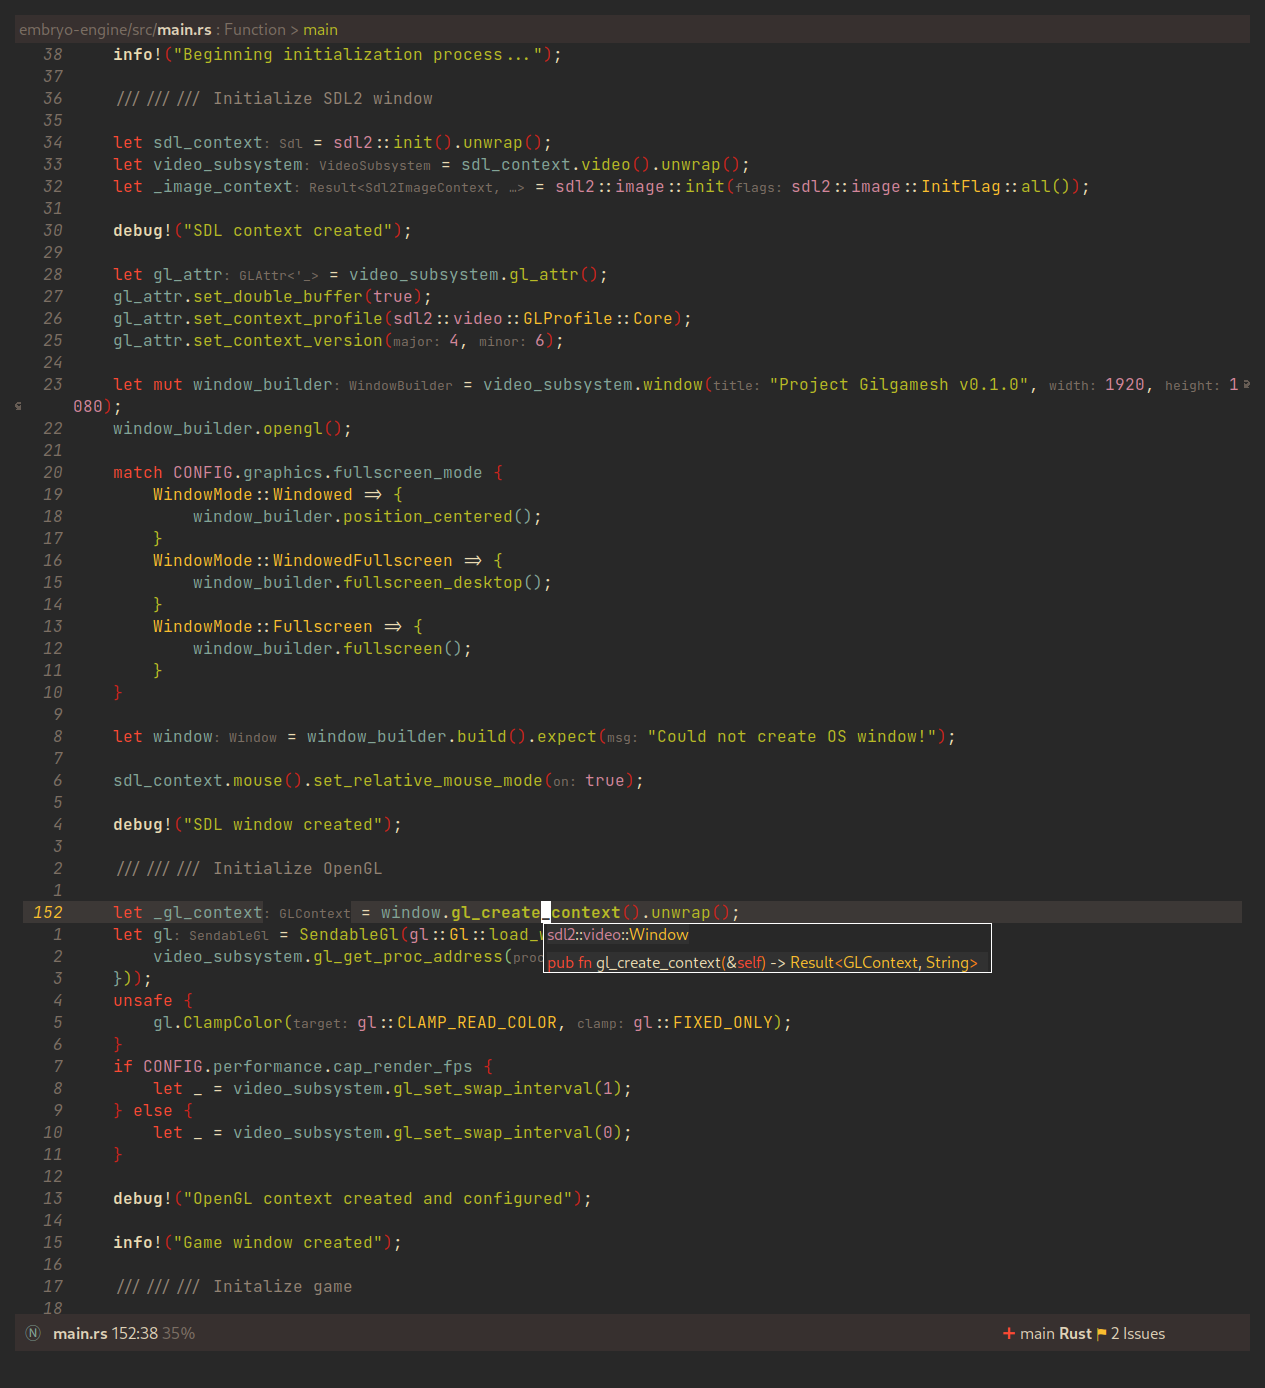 embryo-engine/src/main.rs : Function > main
38 info!("Beginning initialization process...");
37
36 /// /// /// Initialize SDL2 window
35
34 let sdl_context: Sdl = sdl2::init().unwrap();
33 let video_subsystem: VideoSubsystem = sdl_context.video().unwrap();
32 let _image_context: Result<Sdl2ImageContext, …> = sdl2::image::init(flags: sdl2::image::InitFlag::all());
31
30 debug!("SDL context created");
29
28 let gl_attr: GLAttr<'_> = video_subsystem.gl_attr();
27 gl_attr.set_double_buffer(true);
26 gl_attr.set_context_profile(sdl2::video::GLProfile::Core);
25 gl_attr.set_context_version(major: 4, minor: 6);
24
23 let mut window_builder: WindowBuilder = video_subsystem.window(title: "Project Gilgamesh v0.1.0", width: 1920, height: 1
080);
22 window_builder.opengl();
21
20 match CONFIG.graphics.fullscreen_mode {
19 WindowMode::Windowed => {
18 window_builder.position_centered();
17 }
16 WindowMode::WindowedFullscreen => {
15 window_builder.fullscreen_desktop();
14 }
13 WindowMode::Fullscreen => {
12 window_builder.fullscreen();
11 }
10 }
9
8 let window: Window = window_builder.build().expect(msg: "Could not create OS window!");
7
6 sdl_context.mouse().set_relative_mouse_mode(on: true);
5
4 debug!("SDL window created");
3
2 /// /// /// Initialize OpenGL
1
152 let _gl_context: GLContext = window.gl_create_context().unwrap();
1 let gl: SendableGl = SendableGl(gl::Gl::load_
sdl2::video::Window
2 video_subsystem.gl_get_proc_address(proc
pub fn gl_create_context(&self) -> Result<GLContext, String>
3 }));
4 unsafe {
5 gl.ClampColor(target: gl::CLAMP_READ_COLOR, clamp: gl::FIXED_ONLY);
6 }
7 if CONFIG.performance.cap_render_fps {
8 let _ = video_subsystem.gl_set_swap_interval(1);
9 } else {
10 let _ = video_subsystem.gl_set_swap_interval(0);
11 }
12
13 debug!("OpenGL context created and configured");
14
15 info!("Game window created");
16
17 /// /// /// Initalize game
18
N main.rs 152:38 35% + main Rust 2 Issues